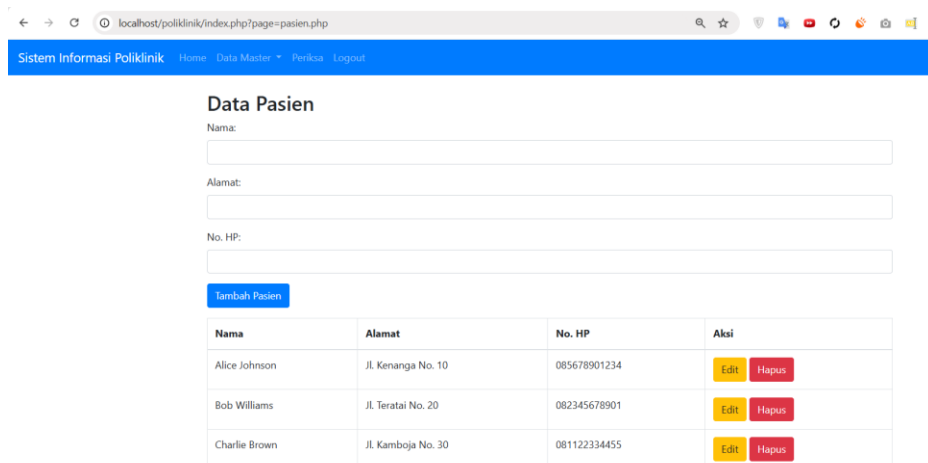 localhost/poliklinik/index.php?page=pasien.php
Sistem Informasi Poliklinik Home Data Master Periksa Logout
Data Pasien
Nama:
Alamat:
No. HP:
Tambah Pasien
Nama Alamat No. HP Aksi
Alice Johnson Jl. Kenanga No. 10 085678901234 Edit Hapus
Bob Williams Jl. Teratai No. 20 082345678901 Edit Hapus
Charlie Brown Jl. Kamboja No. 30 081122334455 Edit Hapus